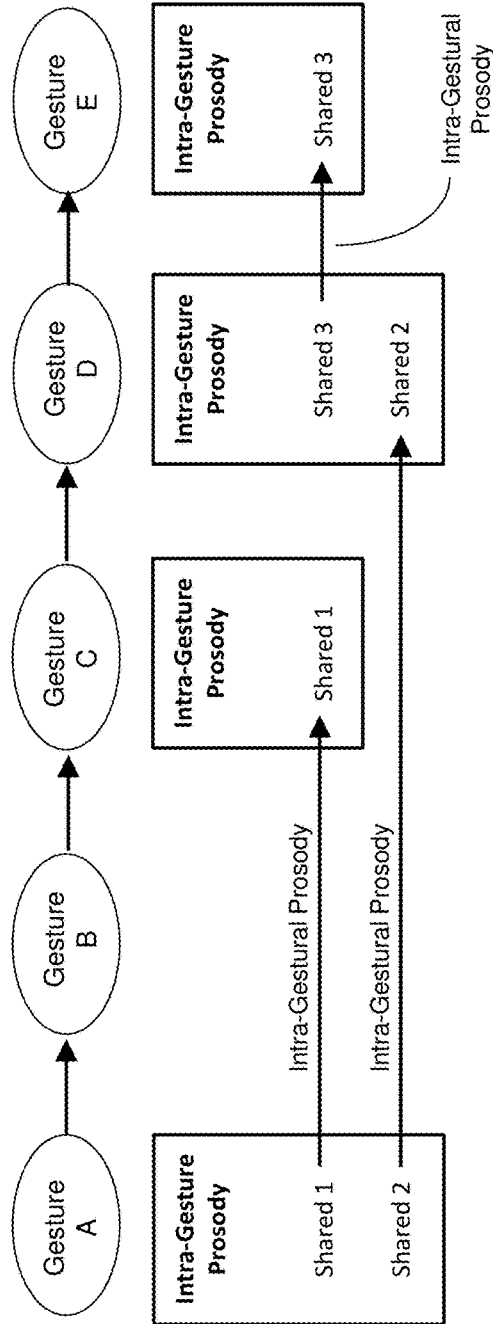 Gesture
A
Gesture
B
Gesture
C
Gesture
D
Gesture
E
Intra-Gesture
Prosody
Shared 1
Shared 2
Intra-Gestural Prosody
Intra-Gestural Prosody
Intra-Gesture
Prosody
Shared 1
Intra-Gesture
Prosody
Shared 3
Shared 2
Intra-Gesture
Prosody
Shared 3
Intra-Gestural
Prosody